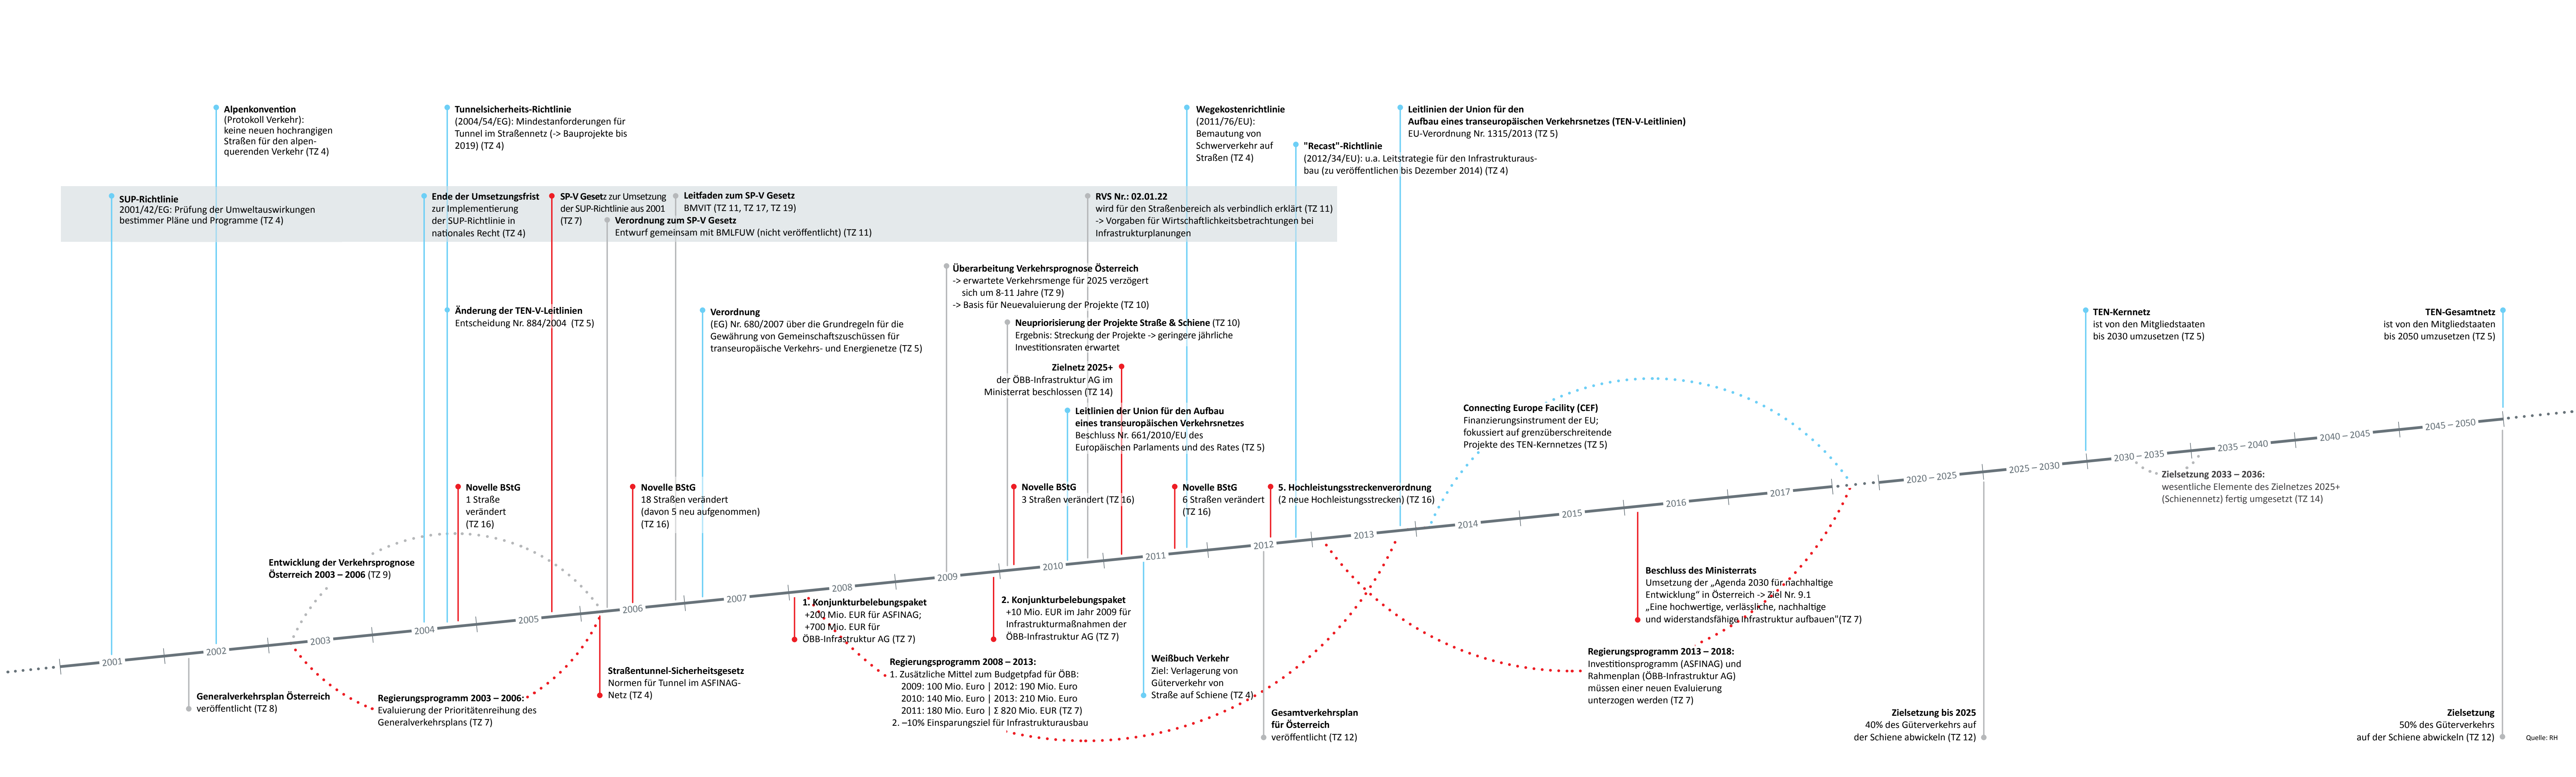 Alpenkonvention
(Protokoll Verkehr):
keine neuen hochrangigen
Straßen für den alpen-
querenden Verkehr (TZ 4)
Tunnelsicherheits-Richtlinie
(2004/54/EG): Mindestanforderungen für
Tunnel im Straßennetz (-> Bauprojekte bis
2019) (TZ 4)
Wegekostenrichtlinie
(2011/76/EU):
Bemautung von
Schwerverkehr auf
Straßen (TZ 4)
"Recast"-Richtlinie
(2012/34/EU): u.a. Leitstrategie für den Infrastrukturaus-
bau (zu veröffentlichen bis Dezember 2014) (TZ 4)
Leitlinien der Union für den
Aufbau eines transeuropäischen Verkehrsnetzes (TEN-V-Leitlinien)
EU-Verordnung Nr. 1315/2013 (TZ 5)
SUP-Richtlinie
2001/42/EG: Prüfung der Umweltauswirkungen
bestimmer Pläne und Programme (TZ 4)
Ende der Umsetzungsfrist
zur Implementierung
der SUP-Richtlinie in
nationales Recht (TZ 4)
SP-V Gesetz zur Umsetzung
der SUP-Richtlinie aus 2001
(TZ 7)
Leitfaden zum SP-V Gesetz
BMVIT (TZ 11, TZ 17, TZ 19)
Verordnung zum SP-V Gesetz
Entwurf gemeinsam mit BMLFUW (nicht veröffentlicht) (TZ 11)
RVS Nr.: 02.01.22
wird für den Straßenbereich als verbindlich erklärt (TZ 11)
-> Vorgaben für Wirtschaftlichkeitsbetrachtungen bei
Infrastrukturplanungen
Überarbeitung Verkehrsprognose Österreich
-> erwartete Verkehrsmenge für 2025 verzögert
sich um 8-11 Jahre (TZ 9)
-> Basis für Neuevaluierung der Projekte (TZ 10)
Änderung der TEN-V-Leitlinien
Entscheidung Nr. 884/2004 (TZ 5)
Verordnung
(EG) Nr. 680/2007 über die Grundregeln für die
Gewährung von Gemeinschaftszuschüssen für
transeuropäische Verkehrs- und Energienetze (TZ 5)
Neupriorisierung der Projekte Straße & Schiene (TZ 10)
Ergebnis: Streckung der Projekte -> geringere jährliche
Investitionsraten erwartet
Zielnetz 2025+
der ÖBB-Infrastruktur AG im
Ministerrat beschlossen (TZ 14)
Leitlinien der Union für den Aufbau
eines transeuropäischen Verkehrsnetzes
Beschluss Nr. 661/2010/EU des
Europäischen Parlaments und des Rates (TZ 5)
TEN-Kernnetz
ist von den Mitgliedstaaten
bis 2030 umzusetzen (TZ 5)
TEN-Gesamtnetz
ist von den Mitgliedstaaten
bis 2050 umzusetzen (TZ 5)
Connecting Europe Facility (CEF)
Finanzierungsinstrument der EU;
fokussiert auf grenzüberschreitende
Projekte des TEN-Kernnetzes (TZ 5)
Novelle BStG
1 Straße
verändert
(TZ 16)
Novelle BStG
18 Straßen verändert
(davon 5 neu aufgenommen)
(TZ 16)
Novelle BStG
3 Straßen verändert (TZ 16)
Novelle BStG
6 Straßen verändert
(TZ 16)
5. Hochleistungsstreckenverordnung
(2 neue Hochleistungsstrecken) (TZ 16)
Entwicklung der Verkehrsprognose
Österreich 2003 – 2006 (TZ 9)
2001
2002
2003
2004
2005
2006
2007
2008
2009
2010
2011
2012
2013
2014
2015
2016
2017
2020 – 2025
2025 – 2030
2030 – 2035
2035 – 2040
2040 – 2045
2045 – 2050
Zielsetzung 2033 – 2036:
wesentliche Elemente des Zielnetzes 2025+
(Schienennetz) fertig umgesetzt (TZ 14)
Generalverkehrsplan Österreich
veröffentlicht (TZ 8)
Regierungsprogramm 2003 – 2006:
Evaluierung der Prioritätenreihung des
Generalverkehrsplans (TZ 7)
Straßentunnel-Sicherheitsgesetz
Normen für Tunnel im ASFINAG-
Netz (TZ 4)
1. Konjunkturbelebungspaket
+200 Mio. EUR für ASFINAG;
+700 Mio. EUR für
ÖBB-Infrastruktur AG (TZ 7)
2. Konjunkturbelebungspaket
+10 Mio. EUR im Jahr 2009 für
Infrastrukturmaßnahmen der
ÖBB-Infrastruktur AG (TZ 7)
Regierungsprogramm 2008 – 2013:
1. Zusätzliche Mittel zum Budgetpfad für ÖBB:
2009: 100 Mio. Euro | 2012: 190 Mio. Euro
2010: 140 Mio. Euro | 2013: 210 Mio. Euro
2011: 180 Mio. Euro | Σ 820 Mio. EUR (TZ 7)
2. –10% Einsparungsziel für Infrastrukturausbau
Weißbuch Verkehr
Ziel: Verlagerung von
Güterverkehr von
Straße auf Schiene (TZ 4)
Gesamtverkehrsplan
für Österreich
veröffentlicht (TZ 12)
Beschluss des Ministerrats
Umsetzung der „Agenda 2030 für nachhaltige
Entwicklung“ in Österreich -> Ziel Nr. 9.1
„Eine hochwertige, verlässliche, nachhaltige
und widerstandsfähige Infrastruktur aufbauen"(TZ 7)
Regierungsprogramm 2013 – 2018:
Investitionsprogramm (ASFINAG) und
Rahmenplan (ÖBB-Infrastruktur AG)
müssen einer neuen Evaluierung
unterzogen werden (TZ 7)
Zielsetzung bis 2025
40% des Güterverkehrs auf
der Schiene abwickeln (TZ 12)
Zielsetzung
50% des Güterverkehrs
auf der Schiene abwickeln (TZ 12)
Quelle: RH